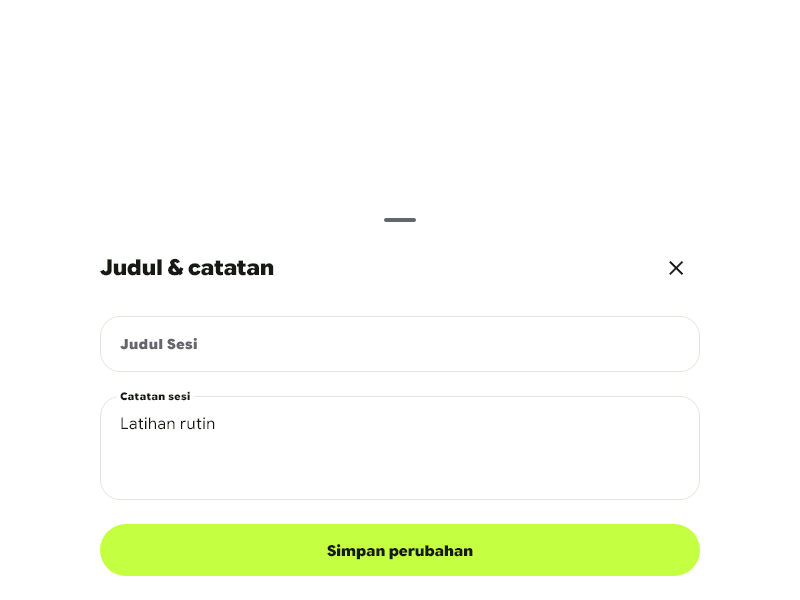 Judul & catatan
Judul Sesi
Catatan sesi
Latihan rutin
Simpan perubahan